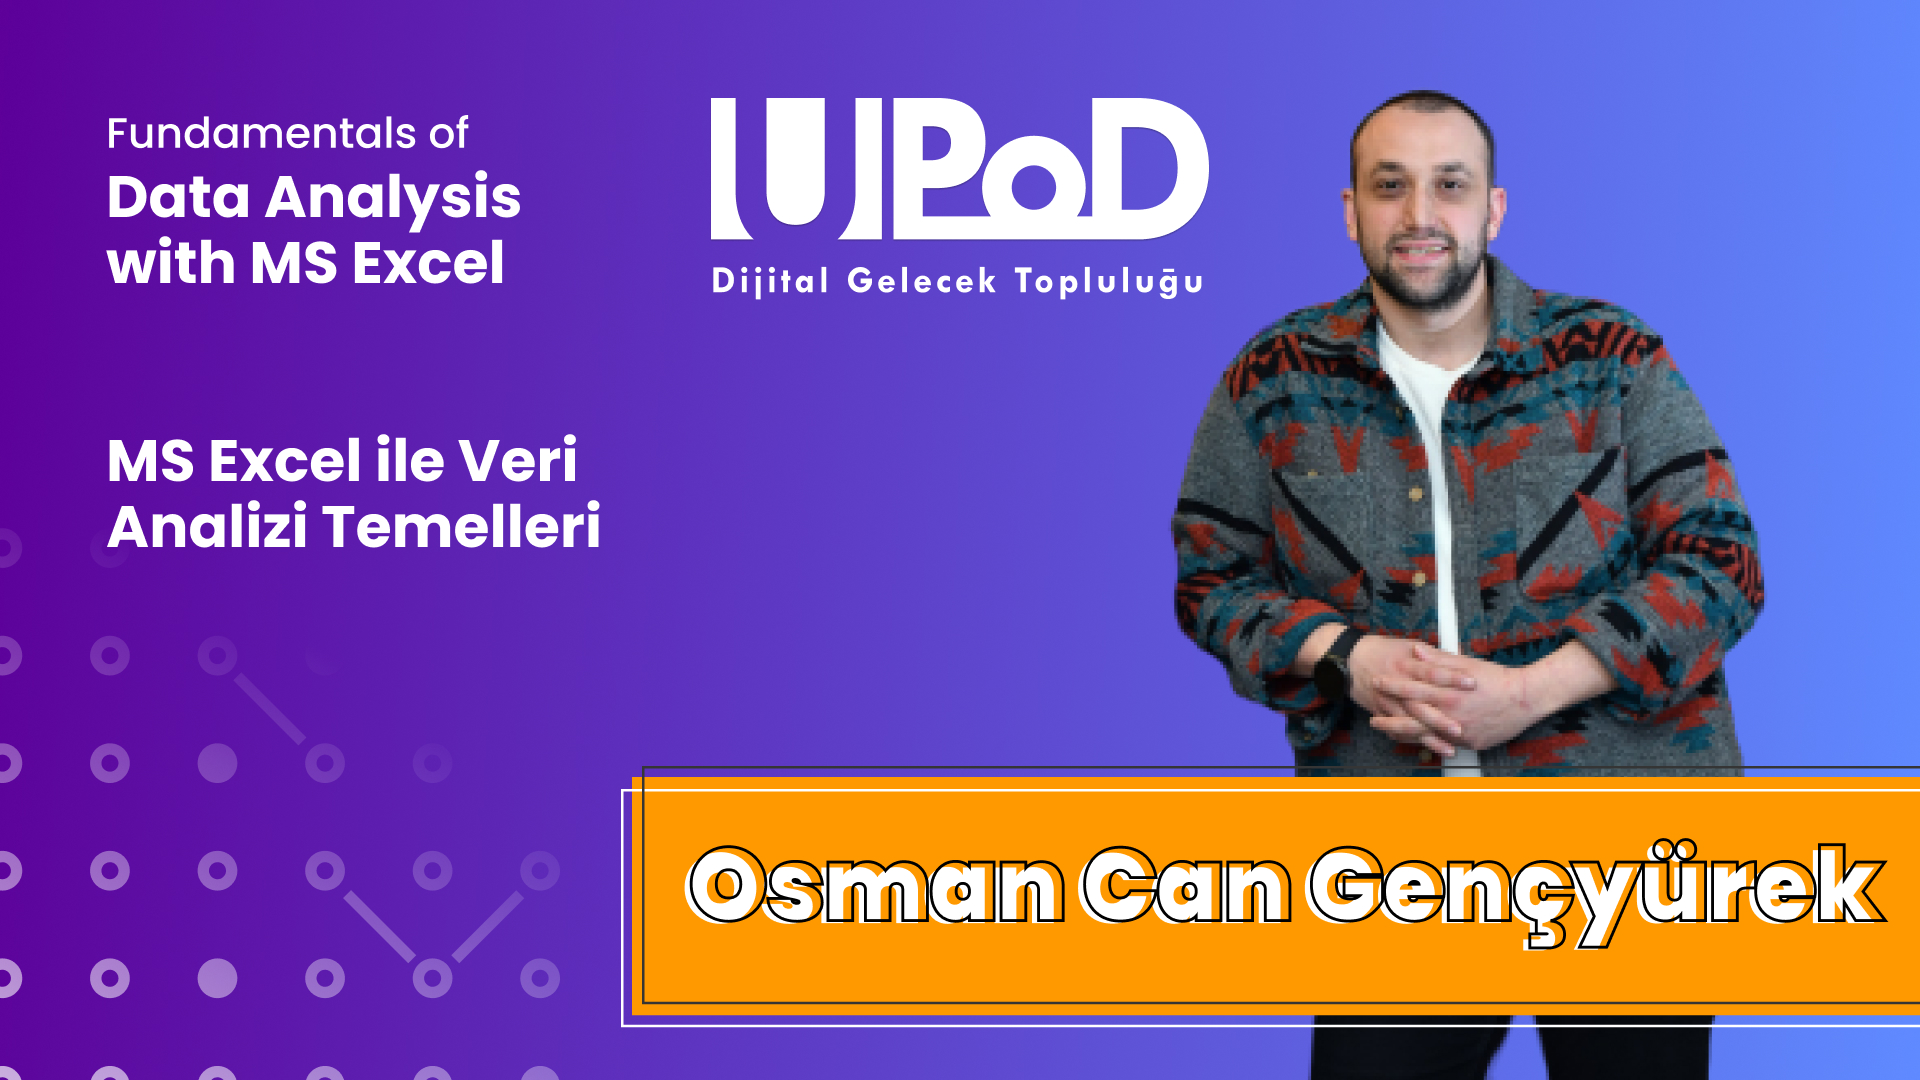 Fundamentals of
Data Analysis
with MS Excel
UPoD
Dijital Gelecek Topluluğu
MS Excel ile Veri
Analizi Temelleri
Osman Can Gençyürek